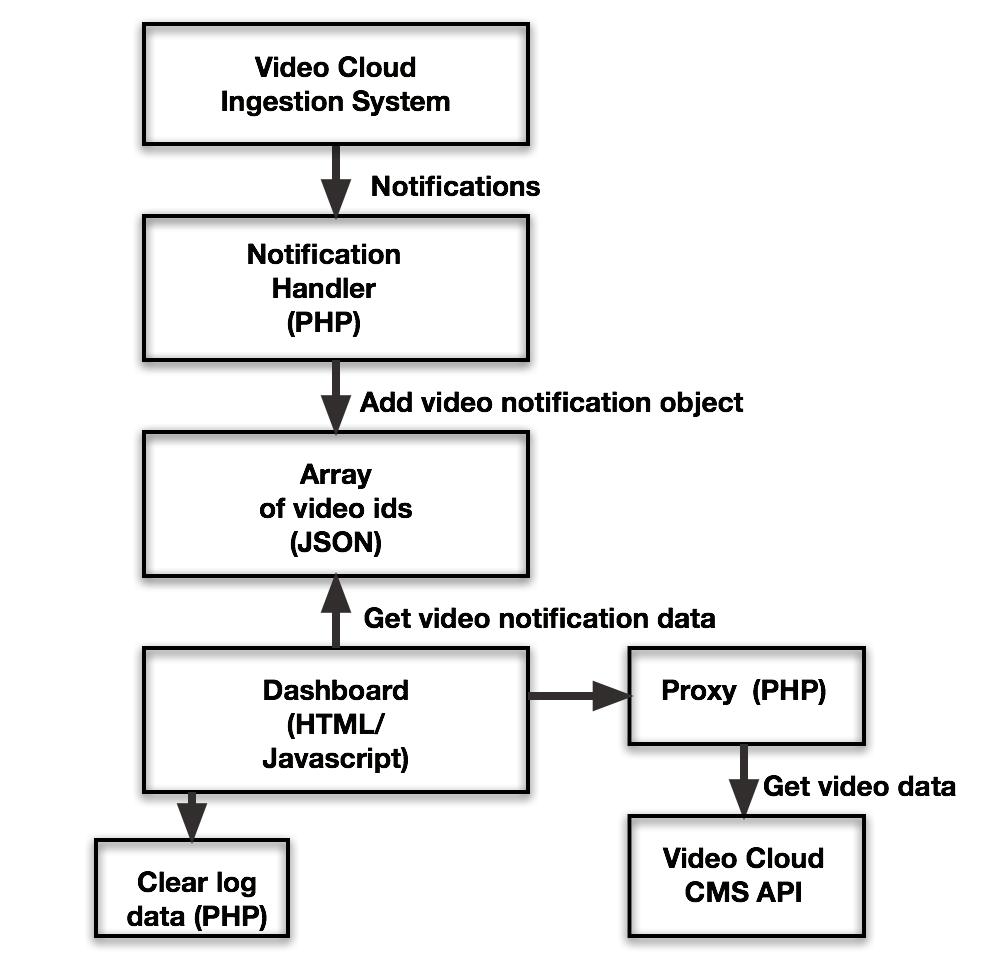 Video Cloud
Ingestion System
Notifications
Notification
Handler
(PHP)
Add video notification object
Array
of video ids
(JSON)
Get video notification data
Dashboard
(HTML/
Javascript)
Proxy (PHP)
Get video data
Video Cloud
CMS API
Clear log
data (PHP)